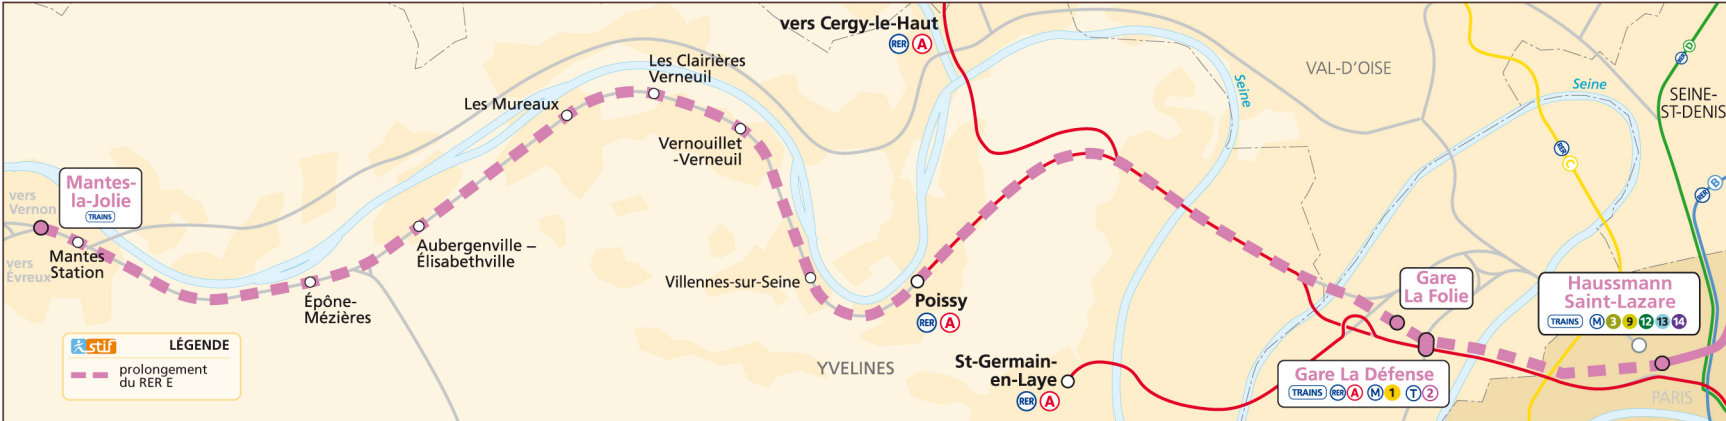 vers Cergy-le-Haut
RER A
Les Clairières
Verneuil
Les Mureaux
Vernouillet
-Verneuil
VAL-D'OISE
Seine
Seine
SEINE-
ST-DENIS
RER D
RER C
RER B
Mantes-
la-Jolie
TRAINS
vers
Vernon
vers
Évreux
Mantes
Station
Aubergenville –
Élisabethville
Épône-
Mézières
Villennes-sur-Seine
Poissy
RER A
YVELINES
St-Germain-
en-Laye
RER A
Gare
La Folie
Haussmann
Saint-Lazare
TRAINS M 3 9 12 13 14
Gare La Défense
TRAINS RER A M 1 T 2
PARIS
stif LÉGENDE
prolongement
du RER E